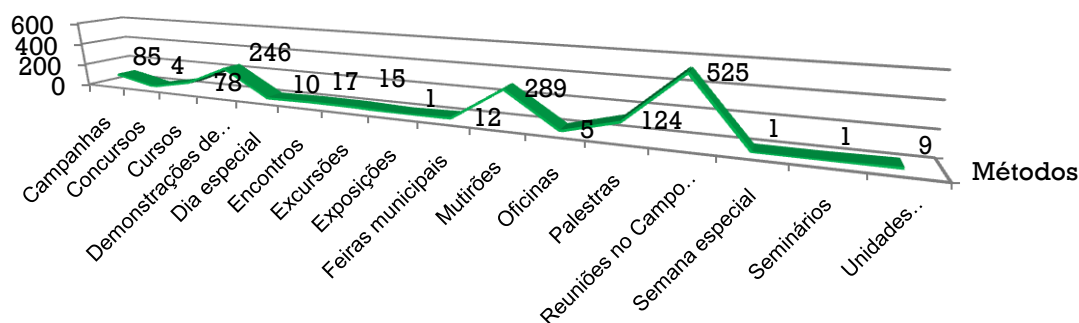 600
400
200
0
85
4
78
246
10
17
15
1
12
289
5
124
525
1
1
9
Campanhas
Concursos
Cursos
Demonstrações de..
Dia especial
Encontros
Excursões
Exposições
Feiras municipais
Mutirões
Oficinas
Palestras
Reuniões no Campo..
Semana especial
Seminários
Unidades..
Métodos